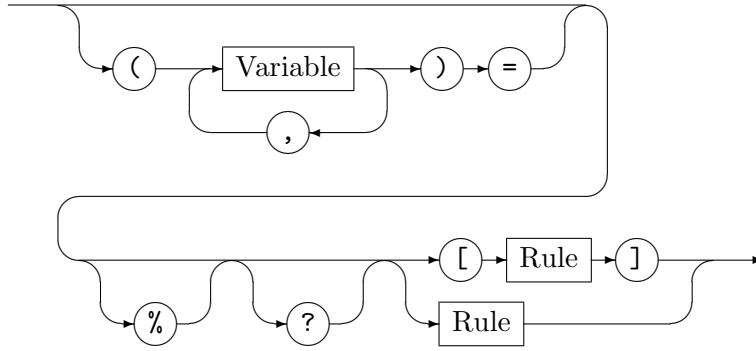 ( Variable ) =
,
[ Rule ]
% ? Rule